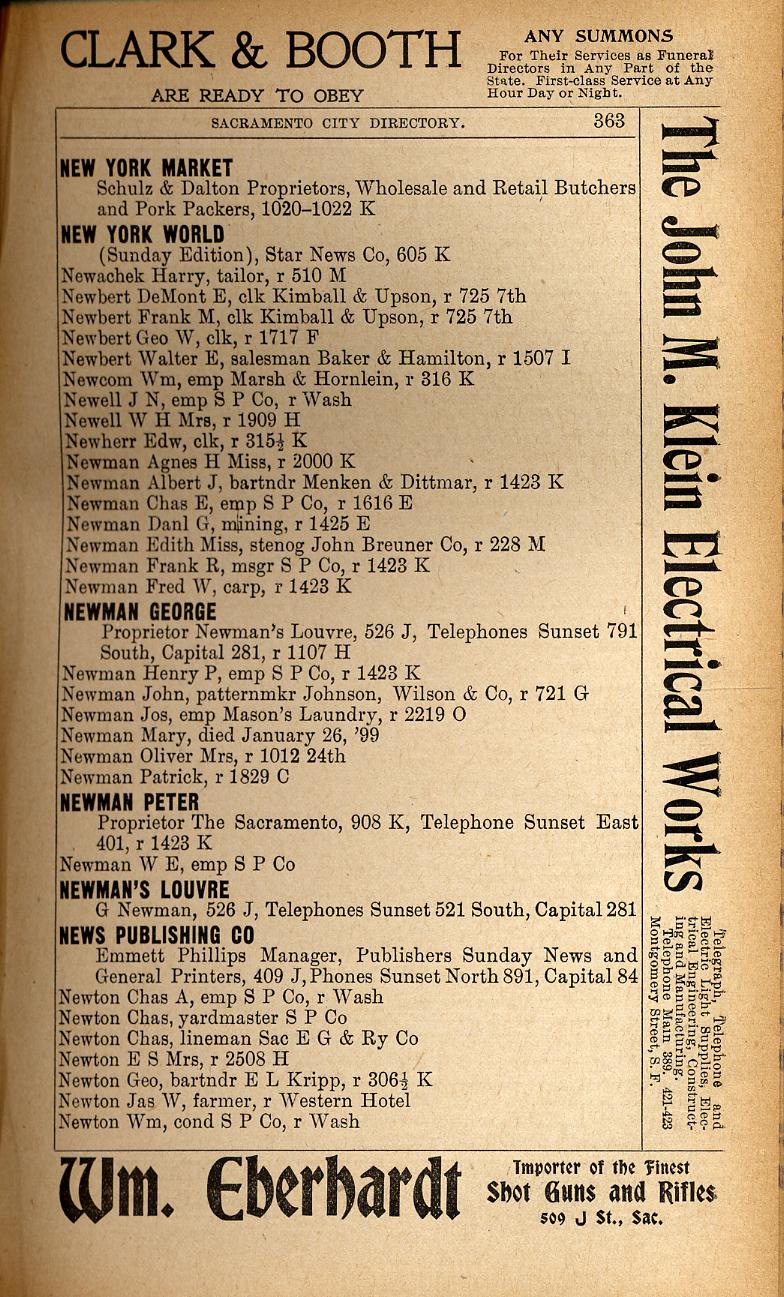 CLARK & BOOTH
ARE READY TO OBEY
ANY SUMMONS
For Their Services as Funeral
Directors in Any Part of the
State. First-class Service at Any
Hour Day or Night.
SACRAMENTO CITY DIRECTORY. 363
NEW YORK MARKET
Schulz & Dalton Proprietors, Wholesale and Retail Butchers
and Pork Packers, 1020–1022 K
NEW YORK WORLD
(Sunday Edition), Star News Co, 605 K
Newachek Harry, tailor, r 510 M
Newbert DeMont E, clk Kimball & Upson, r 725 7th
Newbert Frank M, clk Kimball & Upson, r 725 7th
Newbert Geo W, clk, r 1717 F
Newbert Walter E, salesman Baker & Hamilton, r 1507 I
Newcom Wm, emp Marsh & Hornlein, r 316 K
Newell J N, emp S P Co, r Wash
Newell W H Mrs, r 1909 H
Newherr Edw, clk, r 315½ K
Newman Agnes H Miss, r 2000 K
Newman Albert J, bartndr Menken & Dittmar, r 1423 K
Newman Chas E, emp S P Co, r 1616 E
Newman Danl G, mining, r 1425 E
Newman Edith Miss, stenog John Breuner Co, r 228 M
Newman Frank R, msgr S P Co, r 1423 K
Newman Fred W, carp, r 1423 K
NEWMAN GEORGE
Proprietor Newman's Louvre, 526 J, Telephones Sunset 791
South, Capital 281, r 1107 H
Newman Henry P, emp S P Co, r 1423 K
Newman John, patternmkr Johnson, Wilson & Co, r 721 G
Newman Jos, emp Mason's Laundry, r 2219 O
Newman Mary, died January 26, '99
Newman Oliver Mrs, r 1012 24th
Newman Patrick, r 1829 C
NEWMAN PETER
Proprietor The Sacramento, 908 K, Telephone Sunset East
401, r 1423 K
Newman W E, emp S P Co
NEWMAN'S LOUVRE
G Newman, 526 J, Telephones Sunset 521 South, Capital 281
NEWS PUBLISHING CO
Emmett Phillips Manager, Publishers Sunday News and
General Printers, 409 J, Phones Sunset North 891, Capital 84
Newton Chas A, emp S P Co, r Wash
Newton Chas, yardmaster S P Co
Newton Chas, lineman Sac E G & Ry Co
Newton E S Mrs, r 2508 H
Newton Geo, bartndr E L Kripp, r 306½ K
Newton Jas W, farmer, r Western Hotel
Newton Wm, cond S P Co, r Wash
The John M. Klein Electrical Works
Telegraph, Telephone and
Electric Light Supplies, Elec-
trical Engineering, Construct-
ing and Manufacturing.
Telephone Main 389. 421-423
Montgomery Street, S. F.
Wm. Eberhardt
Importer of the Finest
Shot Guns and Rifles
509 J St., Sac.